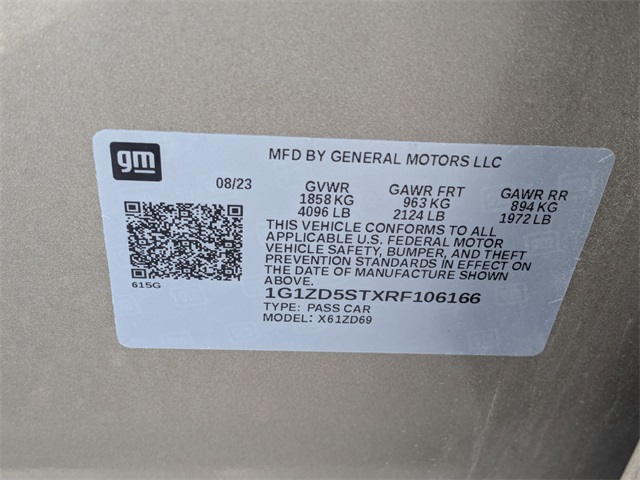 gm
MFD BY GENERAL MOTORS LLC
08/23
GVWR
1858 KG
4096 LB
GAWR FRT
963 KG
2124 LB
GAWR RR
894 KG
1972 LB
THIS VEHICLE CONFORMS TO ALL
APPLICABLE U.S. FEDERAL MOTOR
VEHICLE SAFETY, BUMPER, AND THEFT
PREVENTION STANDARDS IN EFFECT ON
THE DATE OF MANUFACTURE SHOWN
ABOVE.
615G
1G1ZD5STXRF106166
TYPE: PASS CAR
MODEL: X61ZD69